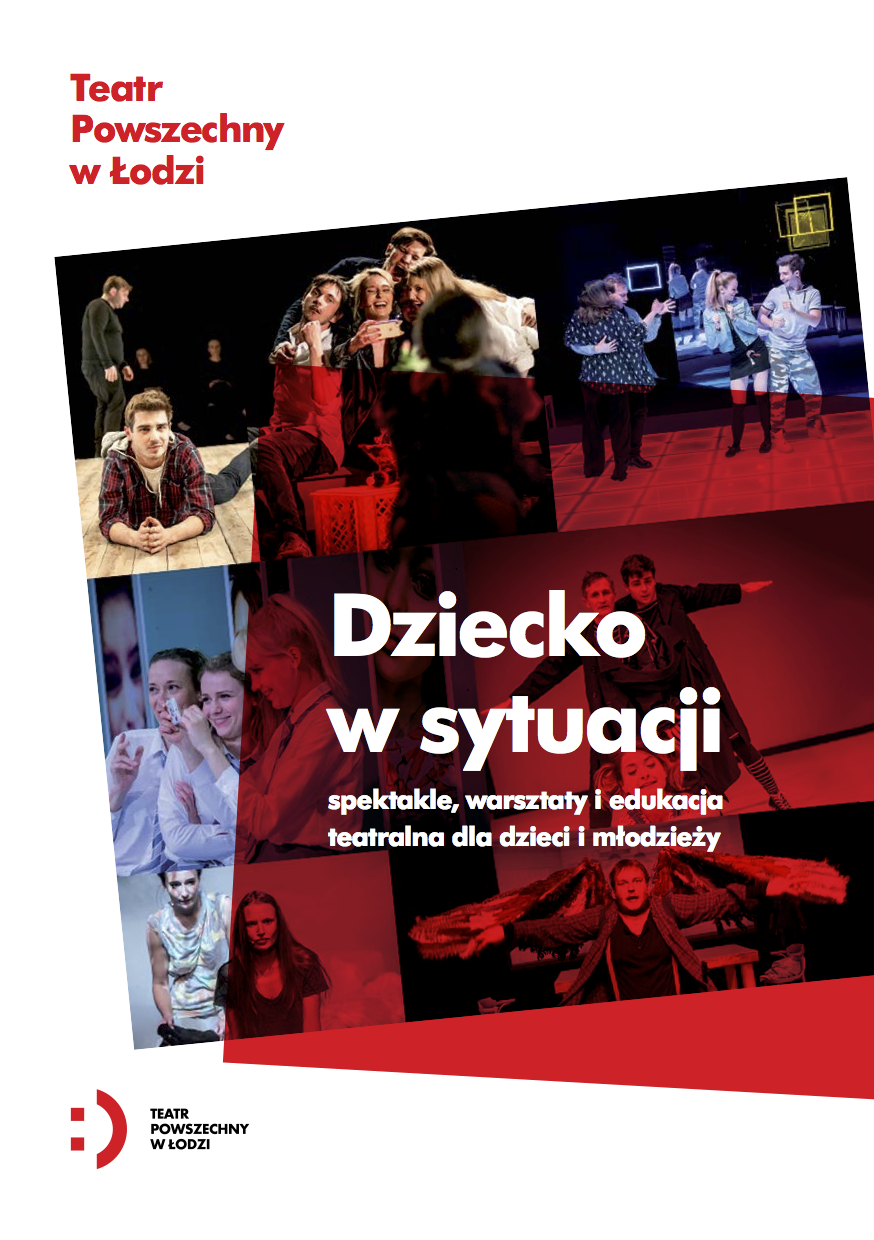 Teatr
Powszechny
w Łodzi
Dziecko
w sytuacji
spektakle, warsztaty i edukacja
teatralna dla dzieci i młodzieży
TEATR
POWSZECHNY
W ŁODZI